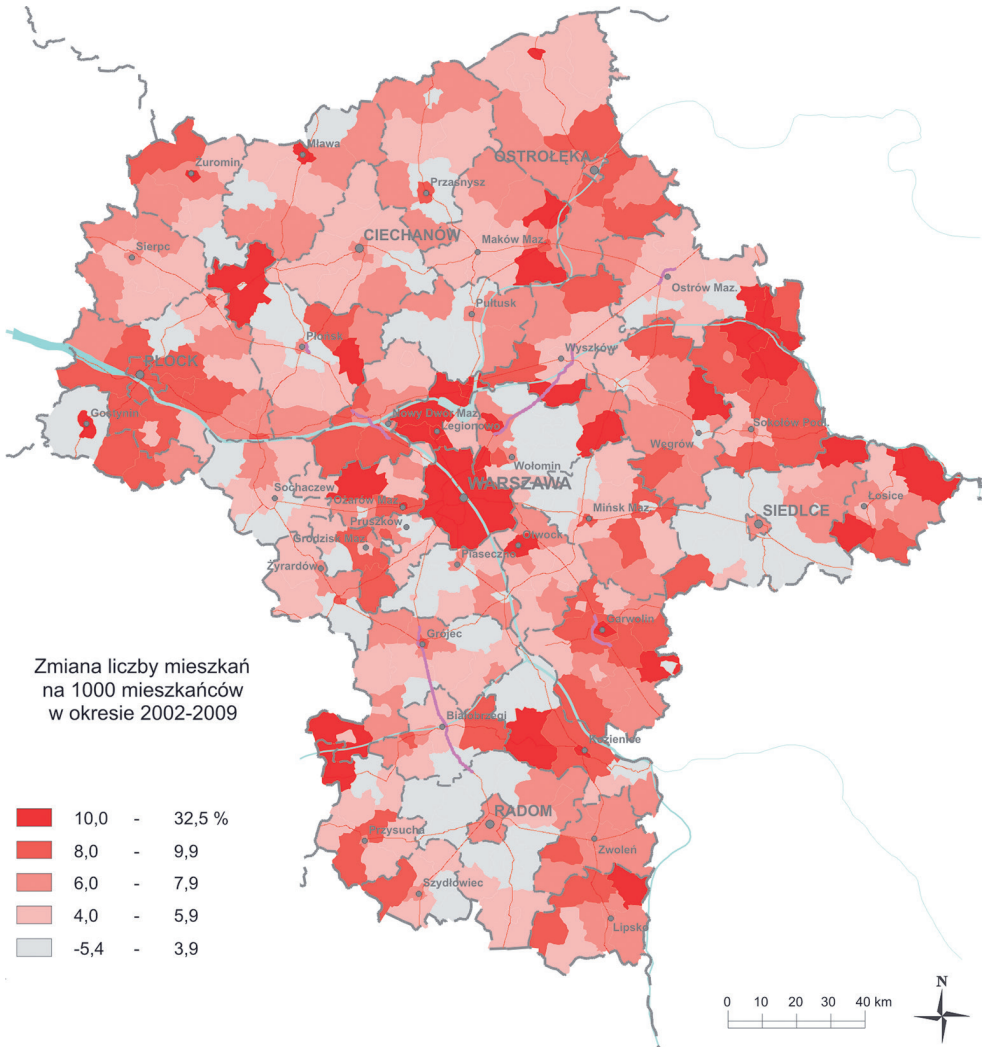 Mława
Żuromin
OSTROŁĘKA
Przasnysz
CIECHANÓW
Maków Maz.
Sierpc
Ostrów Maz.
Pułtusk
Płońsk
Wyszków
PŁOCK
Gostynin
Nowy Dwór Maz.
Legionowo
Sokołów Podl.
Węgrów
Wołomin
WARSZAWA
Sochaczew
Ożarów Maz.
Łosice
Mińsk Maz.
SIEDLCE
Pruszków
Grodzisk Maz.
Otwock
Piaseczno
Żyrardów
Garwolin
Grójec
Zmiana liczby mieszkań
na 1000 mieszkańców
w okresie 2002-2009
Białobrzegi
Kozienice
RADOM
10,0 - 32,5 %
8,0 - 9,9
6,0 - 7,9
4,0 - 5,9
-5,4 - 3,9
Przysucha
Zwoleń
Szydłowiec
Lipsko
N
0 10 20 30 40 km